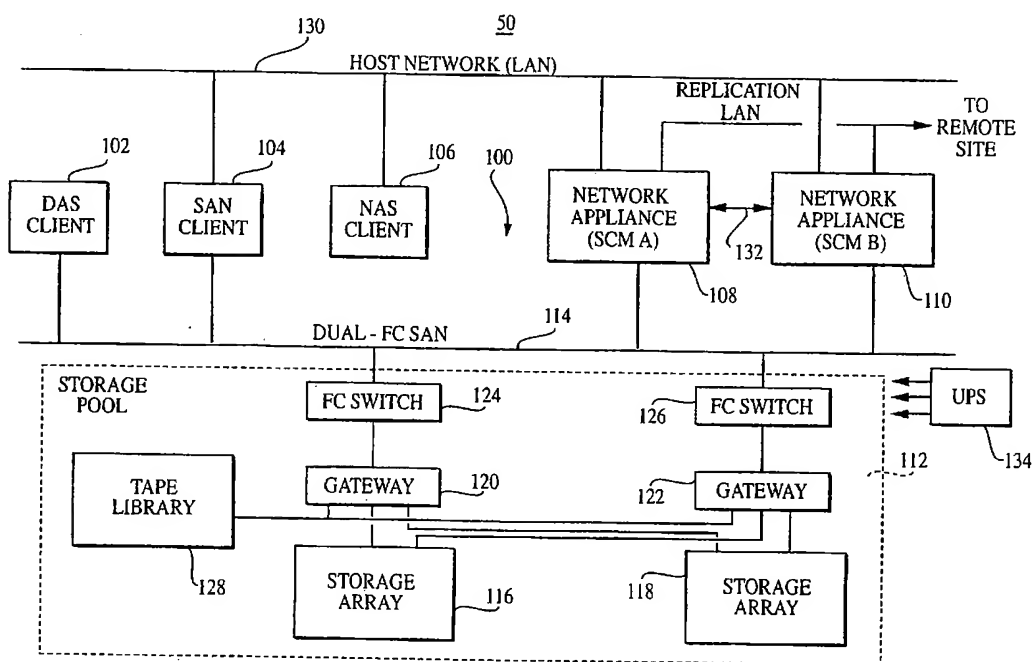 50
130
HOST NETWORK (LAN)
REPLICATION
LAN
TO
REMOTE
SITE
102
104
106
100
DAS
CLIENT
SAN
CLIENT
NAS
CLIENT
NETWORK
APPLIANCE
(SCM A)
132
NETWORK
APPLIANCE
(SCM B)
108
110
DUAL - FC SAN
114
STORAGE
POOL
FC SWITCH
124
126
FC SWITCH
UPS
134
112
TAPE
LIBRARY
128
GATEWAY
120
122
GATEWAY
STORAGE
ARRAY
116
118
STORAGE
ARRAY